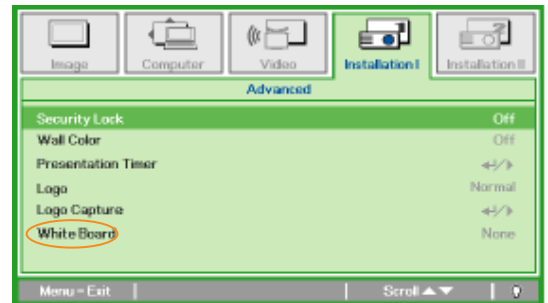 Image Computer Video Installation I Installation II
Advanced
Security Lock Off
Wall Color Off
Presentation Timer
Logo Normal
Logo Capture
White Board None
Menu = Exit Scroll ▲▼